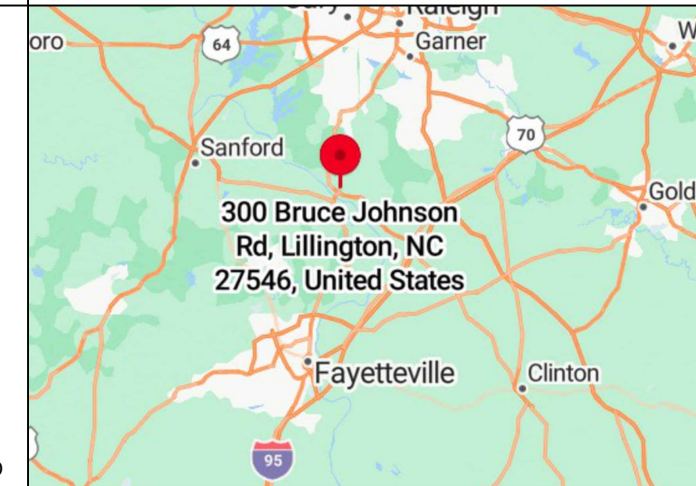 Raleigh
oro
64
Garner
70
Sanford
300 Bruce Johnson
Rd, Lillington, NC
27546, United States
Gold
Fayetteville
Clinton
95